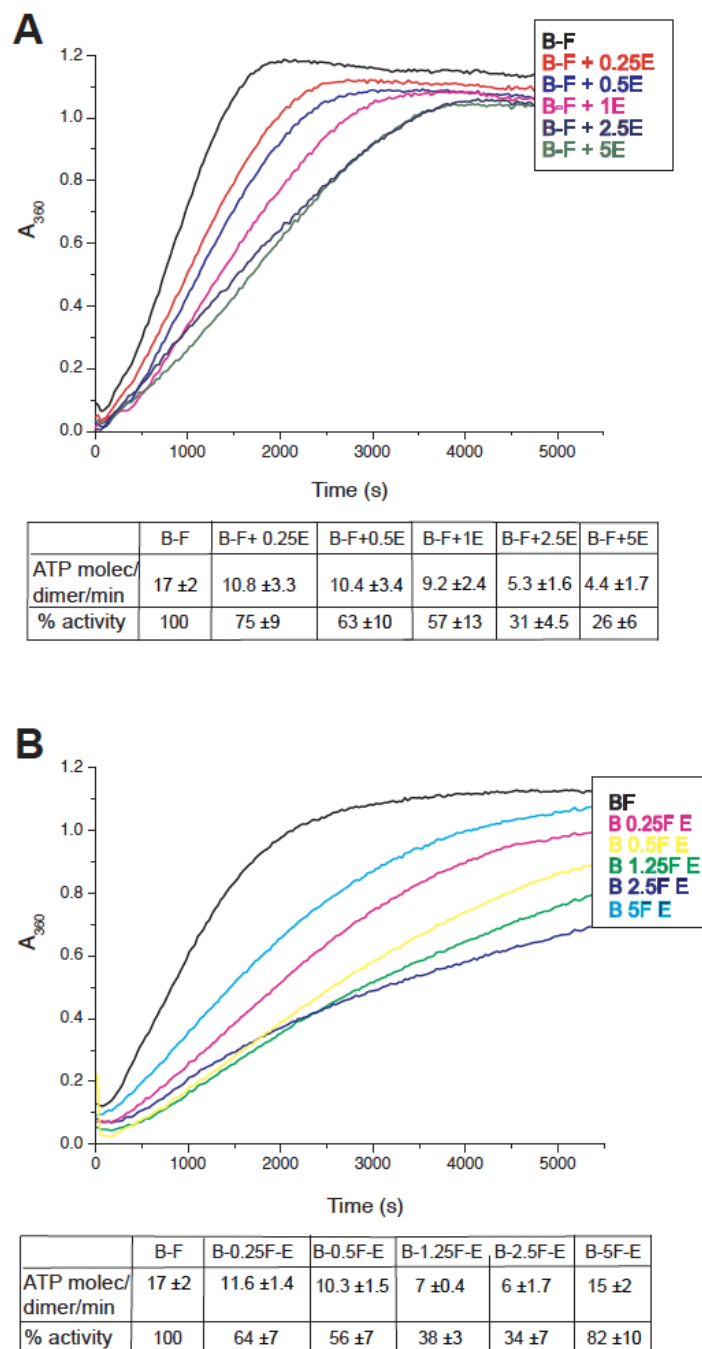 A
1.2
1.0
0.8
0.6
0.4
0.2
0.0
A360
0 1000 2000 3000 4000 5000
Time (s)
B-F
B-F + 0.25E
B-F + 0.5E
B-F + 1E
B-F + 2.5E
B-F + 5E
B-F B-F+ 0.25E B-F+0.5E B-F+1E B-F+2.5E B-F+5E
ATP molec/ dimer/min 17 ±2 10.8 ±3.3 10.4 ±3.4 9.2 ±2.4 5.3 ±1.6 4.4 ±1.7
% activity 100 75 ±9 63 ±10 57 ±13 31 ±4.5 26 ±6
B
1.2
1.0
0.8
0.6
0.4
0.2
0.0
A360
0 1000 2000 3000 4000 5000
Time (s)
BF
B 0.25F E
B 0.5F E
B 1.25F E
B 2.5F E
B 5F E
B-F B-0.25F-E B-0.5F-E B-1.25F-E B-2.5F-E B-5F-E
ATP molec/ dimer/min 17 ±2 11.6 ±1.4 10.3 ±1.5 7 ±0.4 6 ±1.7 15 ±2
% activity 100 64 ±7 56 ±7 38 ±3 34 ±7 82 ±10